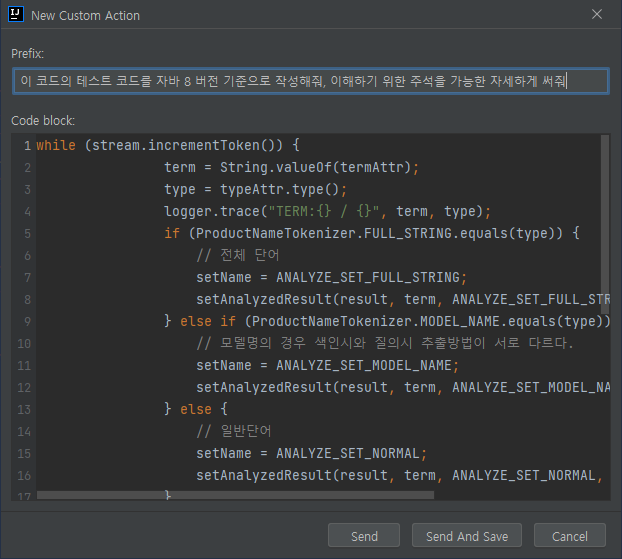 New Custom Action
Prefix:
이 코드의 테스트 코드를 자바 8 버전 기준으로 작성해줘, 이해하기 위한 주석을 가능한 자세하게 써줘
Code block:
1 while (stream.incrementToken()) {
2 term = String.valueOf(termAttr);
3 type = typeAttr.type();
4 logger.trace("TERM:{} / {}", term, type);
5 if (ProductNameTokenizer.FULL_STRING.equals(type)) {
6 // 전체 단어
7 setName = ANALYZE_SET_FULL_STRING;
8 setAnalyzedResult(result, term, ANALYZE_SET_FULL_STR
9 } else if (ProductNameTokenizer.MODEL_NAME.equals(type))
10 // 모델명의 경우 색인시와 질의시 추출방법이 서로 다르다.
11 setName = ANALYZE_SET_MODEL_NAME;
12 setAnalyzedResult(result, term, ANALYZE_SET_MODEL_NA
13 } else {
14 // 일반단어
15 setName = ANALYZE_SET_NORMAL;
16 setAnalyzedResult(result, term, ANALYZE_SET_NORMAL,
17 }
Send Send And Save Cancel